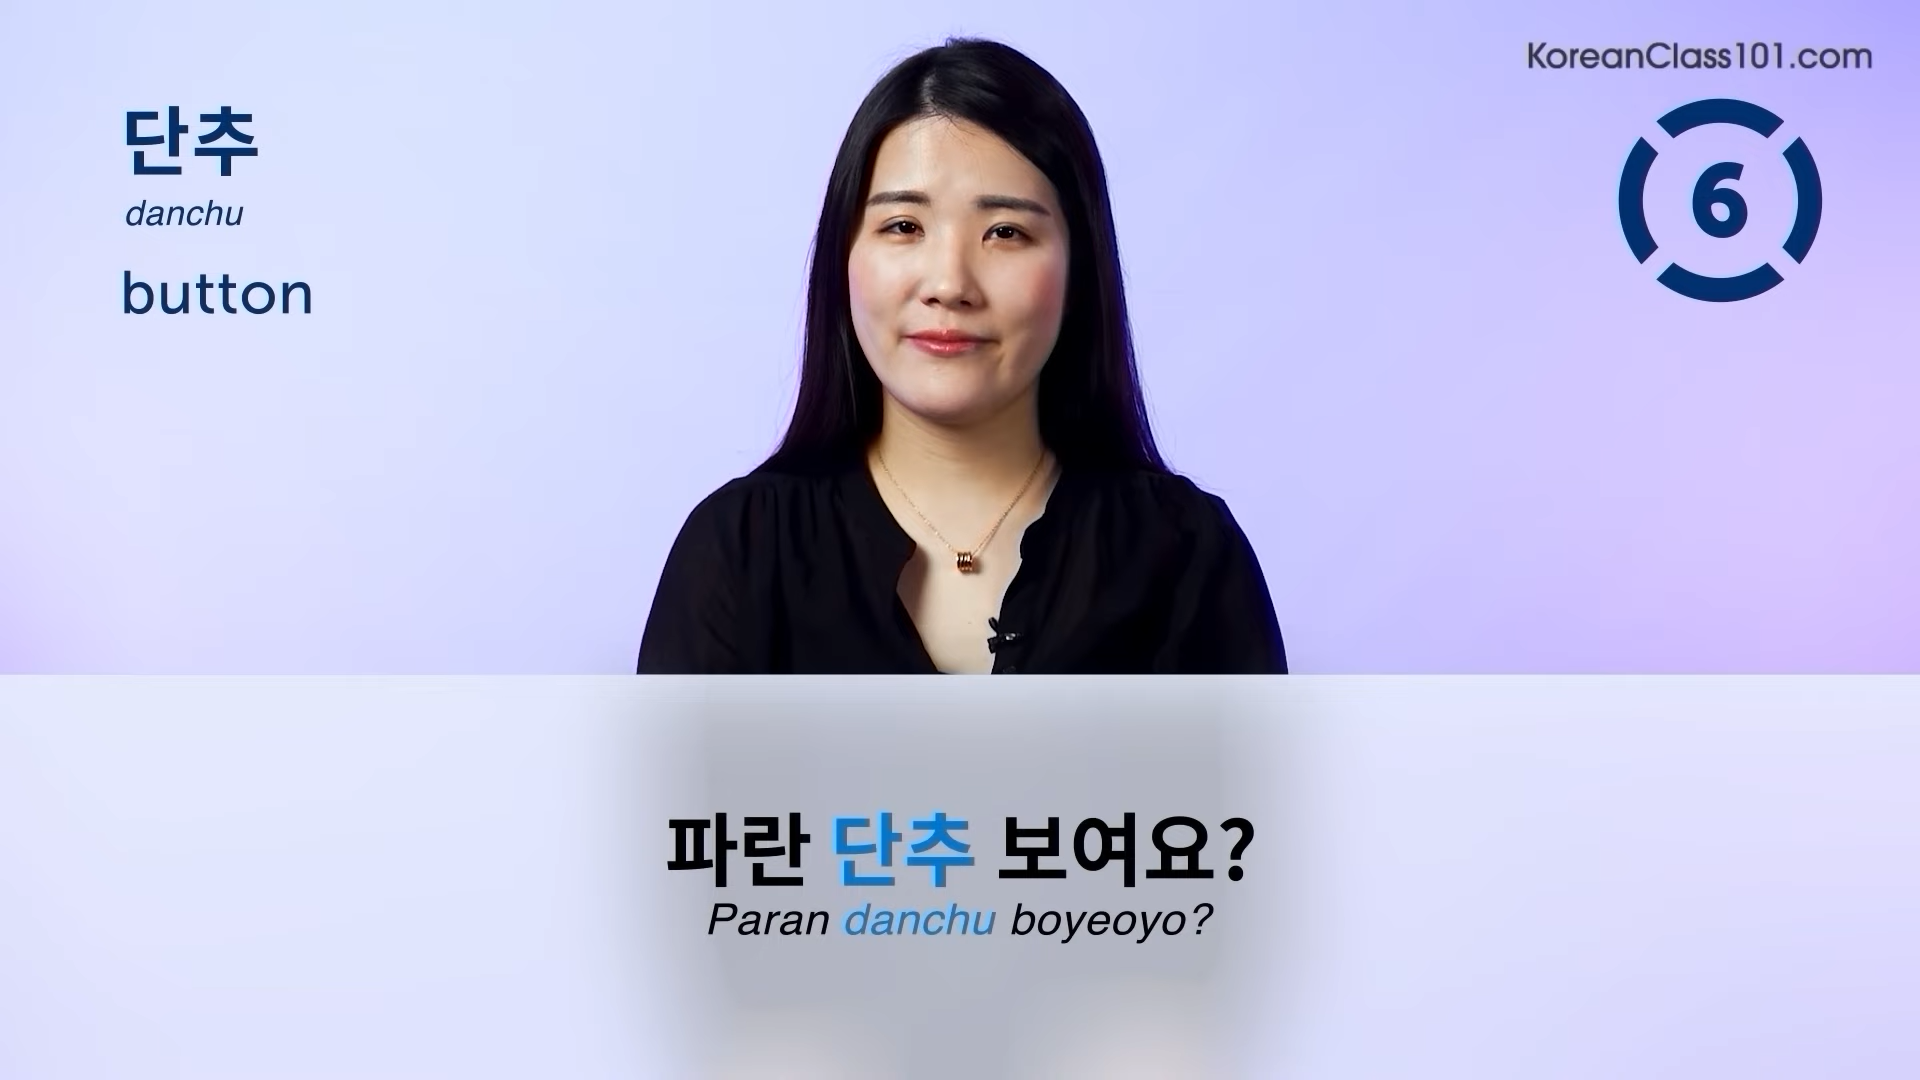 KoreanClass101.com
단추
danchu
button
6
파란 단추 보여요?
Paran danchu boyeoyo?